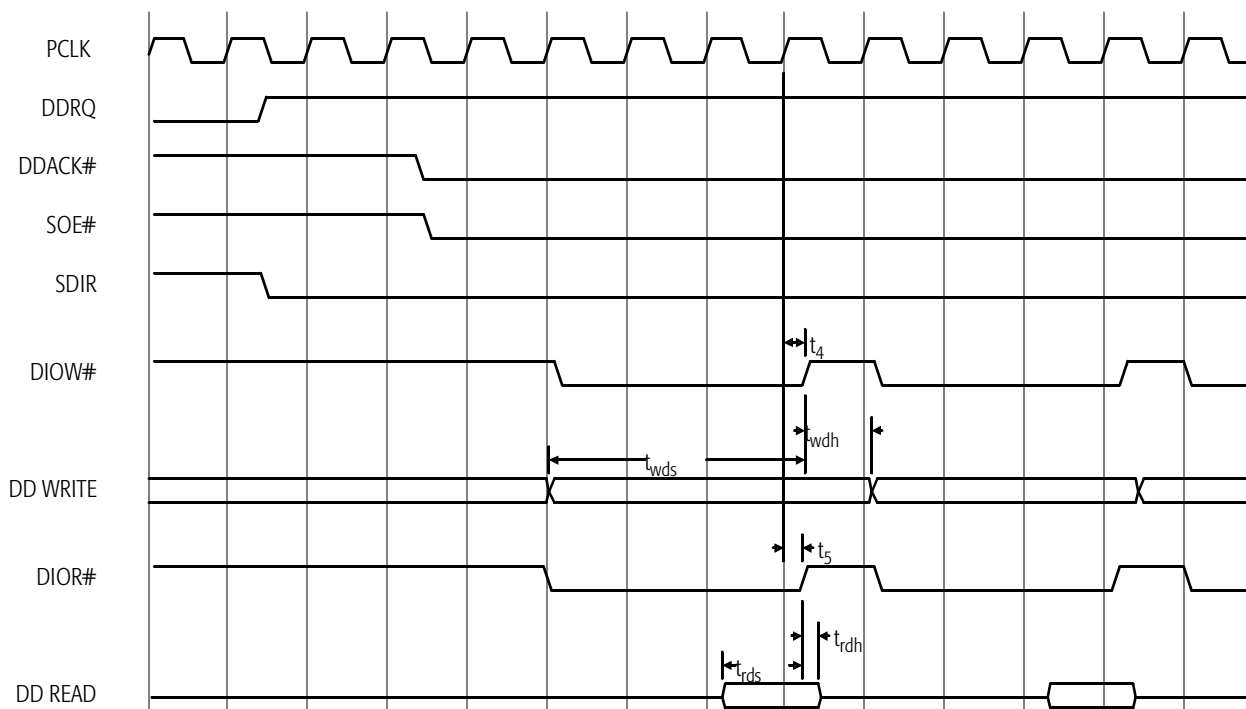 PCLK
DDRQ
DDACK#
SOE#
SDIR
t4
DIOW#
twdh
twds
DD WRITE
t5
DIOR#
trdh
trds
DD READ